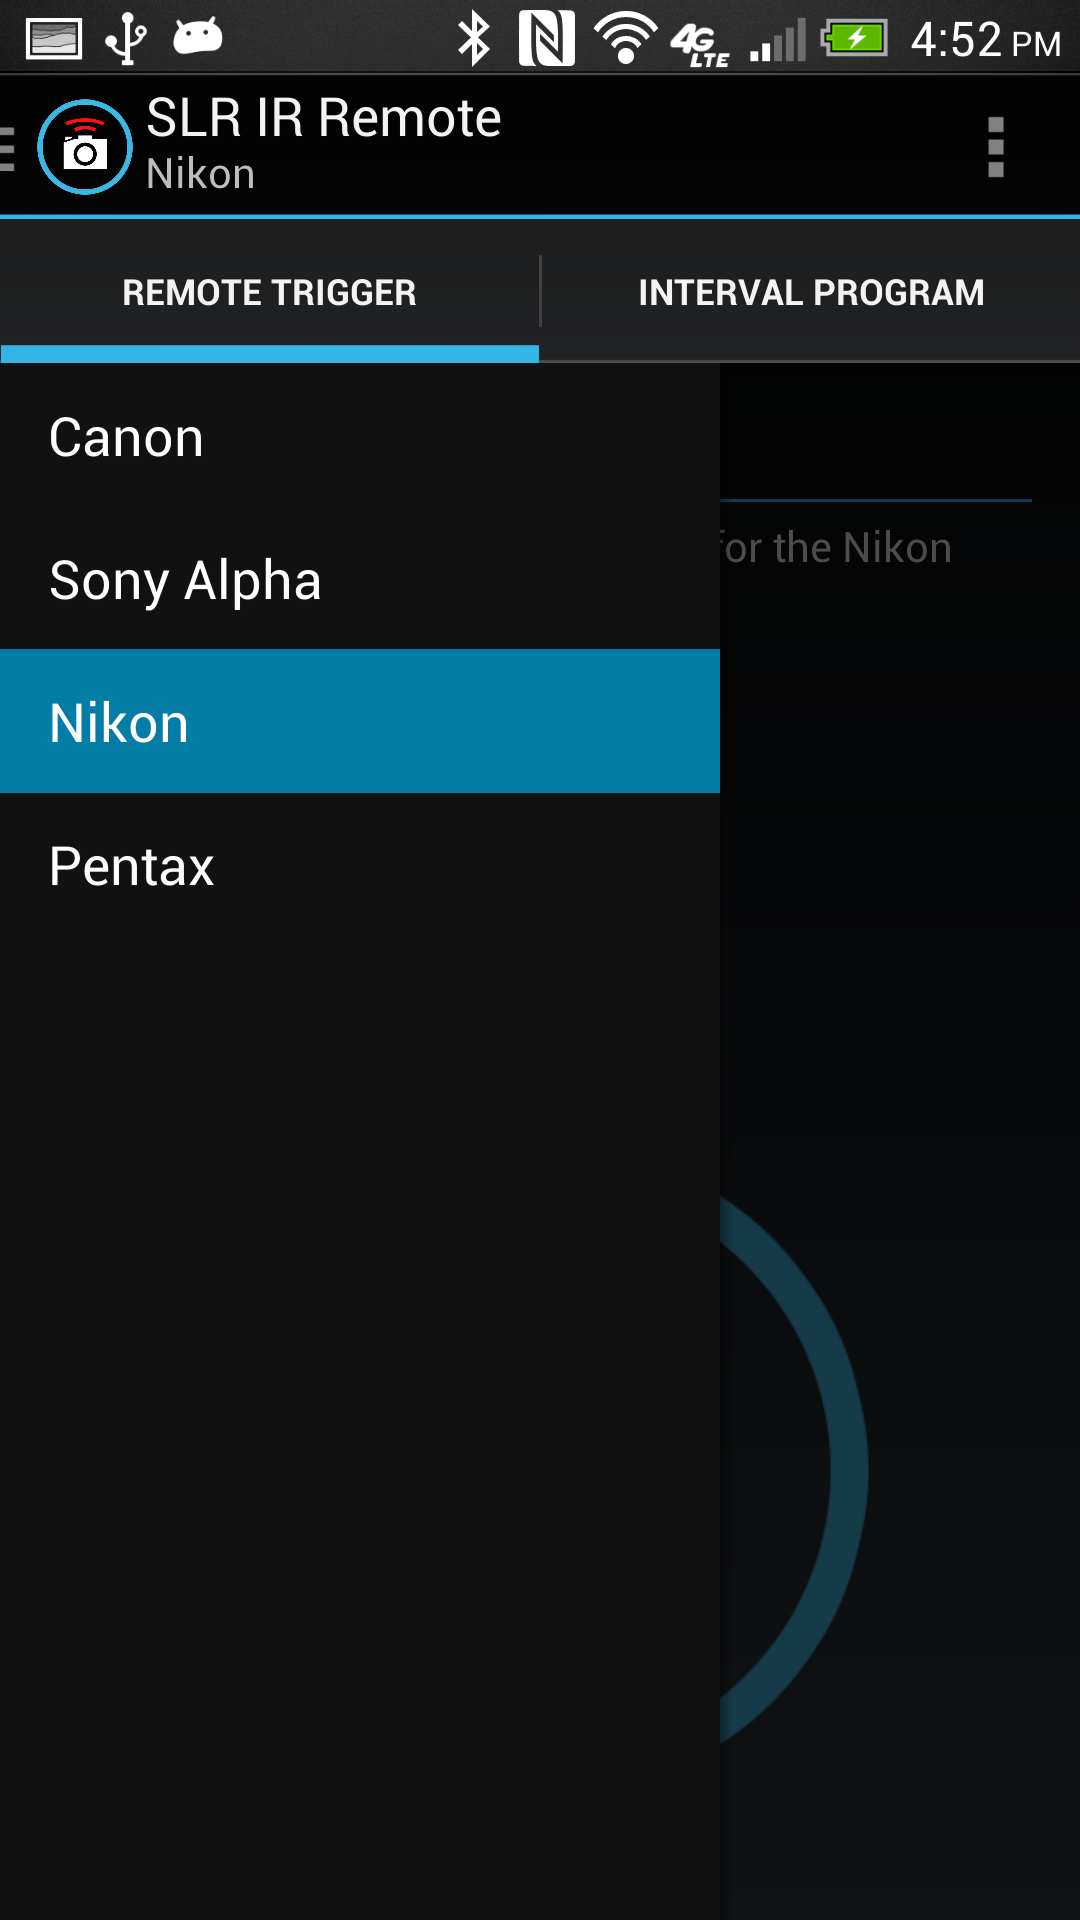 4G LTE 4:52 PM
SLR IR Remote
Nikon
REMOTE TRIGGER INTERVAL PROGRAM
Canon
for the Nikon
Sony Alpha
Nikon
Pentax